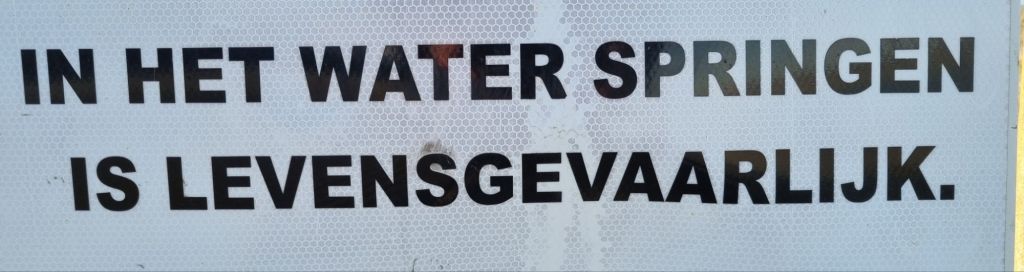 IN HET WATER SPRINGEN
IS LEVENSGEVAARLIJK.